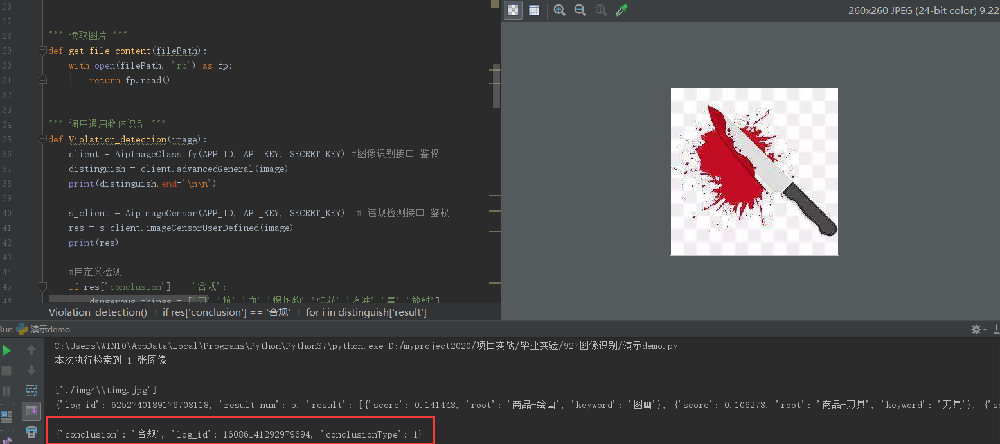 26
27
28 """ 读取图片 """
29 def get_file_content(filePath):
30 with open(filePath, 'rb') as fp:
31 return fp.read()
32
33
34 """ 调用通用物体识别 """
35 def Violation_detection(image):
36 client = AipImageClassify(APP_ID, API_KEY, SECRET_KEY) #图像识别接口 鉴权
37 distinguish = client.advancedGeneral(image)
38 print(distinguish,end='\n\n')
39
40 s_client = AipImageCensor(APP_ID, API_KEY, SECRET_KEY) # 违规检测接口 鉴权
41 res = s_client.imageCensorUserDefined(image)
42 print(res)
43
44 #自定义检测
45 if res['conclusion'] == '合规':
46 dangerous_things = ['刀','枪','血','爆炸物','烟花','汽油','毒','放射']
Violation_detection() › if res['conclusion'] == '合规' › for i in distinguish['result']
260x260 JPEG (24-bit color) 9.22
Run 演示demo
C:\Users\WIN10\AppData\Local\Programs\Python\Python37\python.exe D:/myproject2020/项目实战/毕业实验/927图像识别/演示demo.py
本次执行检索到 1 张图像
['./img4\\timg.jpg']
{'log_id': 6252740189176708118, 'result_num': 5, 'result': [{'score': 0.141448, 'root': '商品-绘画', 'keyword': '图画'}, {'score': 0.106278, 'root': '商品-刀具', 'keyword': '刀具'}, {'sc
{'conclusion': '合规', 'log_id': 16086141292979694, 'conclusionType': 1}